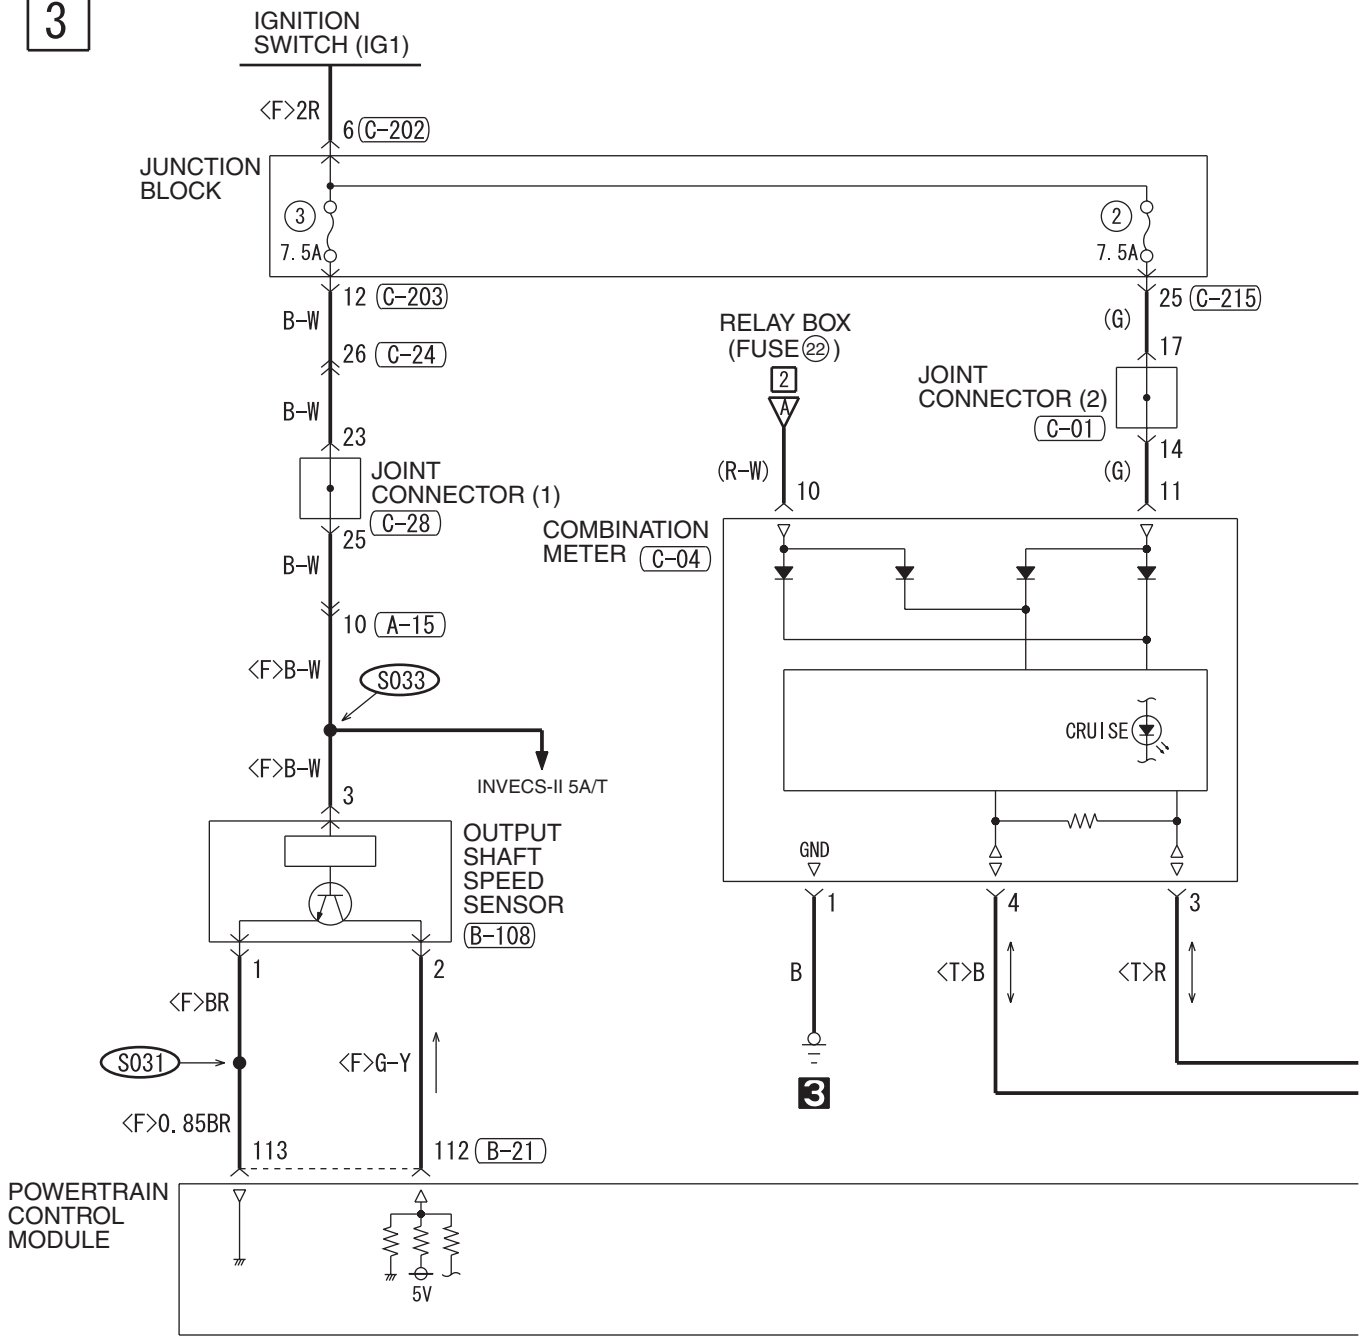 3
IGNITION
SWITCH (IG1)
<F>2R
6 C-202
JUNCTION
BLOCK
3
7.5A
2
7.5A
12 C-203
B-W
26 C-24
B-W
23
JOINT
CONNECTOR (1)
C-28
25
B-W
10 A-15
<F>B-W
S033
<F>B-W
INVECS-II 5A/T
3
OUTPUT
SHAFT
SPEED
SENSOR
B-108
1
2
<F>BR
S031
<F>G-Y
<F>0.85BR
113
112 B-21
POWERTRAIN
CONTROL
MODULE
5V
RELAY BOX
(FUSE 22)
2
A
(R-W)
10
25 C-215
(G)
17
JOINT
CONNECTOR (2)
C-01
14
(G)
11
COMBINATION
METER C-04
CRUISE
GND
1
4
3
B
<T>B
<T>R
3